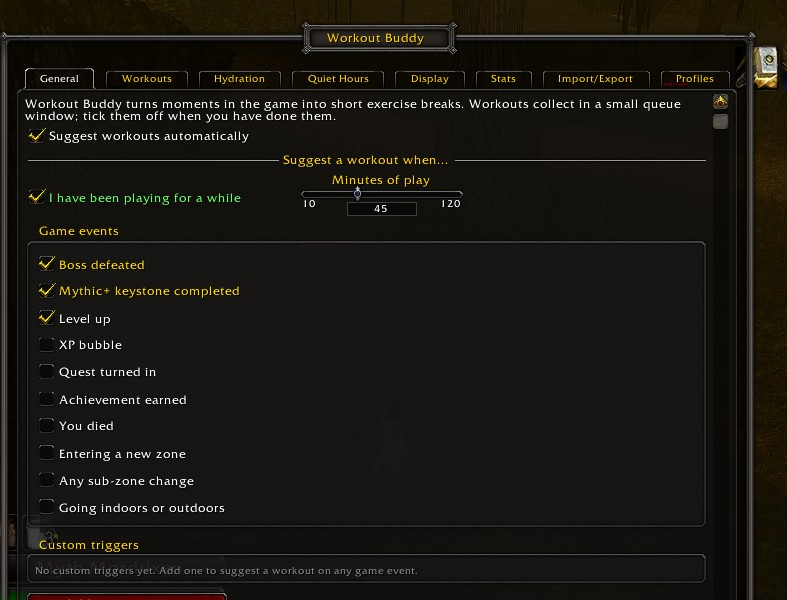 Workout Buddy
General Workouts Hydration Quiet Hours Display Stats Import/Export Profiles
Workout Buddy turns moments in the game into short exercise breaks. Workouts collect in a small queue
window; tick them off when you have done them.
Suggest workouts automatically
Suggest a workout when...
Minutes of play
I have been playing for a while
10 45 120
Game events
Boss defeated
Mythic+ keystone completed
Level up
XP bubble
Quest turned in
Achievement earned
You died
Entering a new zone
Any sub-zone change
Going indoors or outdoors
Custom triggers
No custom triggers yet. Add one to suggest a workout on any game event.